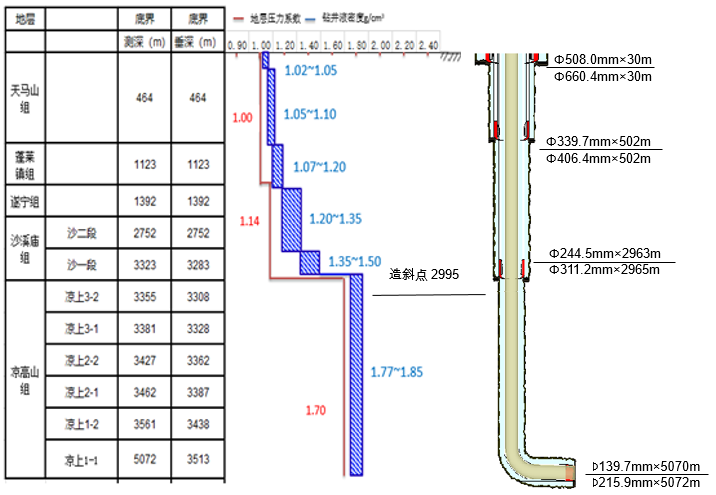 地层 底界 底界
测深（m） 垂深（m）
地层压力系数 钻井液密度g/cm³
0.90 1.00 1.20 1.40 1.60 1.80 2.00 2.20 2.40
天马山组 464 464
蓬莱镇组 1123 1123
遂宁组 1392 1392
沙溪庙组 沙二段 2752 2752
沙一段 3323 3283
凉高山组 凉上3-2 3355 3308
凉上3-1 3381 3328
凉上2-2 3427 3362
凉上2-1 3462 3387
凉上1-2 3561 3438
凉上1-1 5072 3513
1.02~1.05
1.00
1.05~1.10
1.07~1.20
1.14
1.20~1.35
1.35~1.50
造斜点 2995
1.77~1.85
1.70
Φ508.0mm×30m
Φ660.4mm×30m
Φ339.7mm×502m
Φ406.4mm×502m
Φ244.5mm×2963m
Φ311.2mm×2965m
Φ139.7mm×5070m
Φ215.9mm×5072m